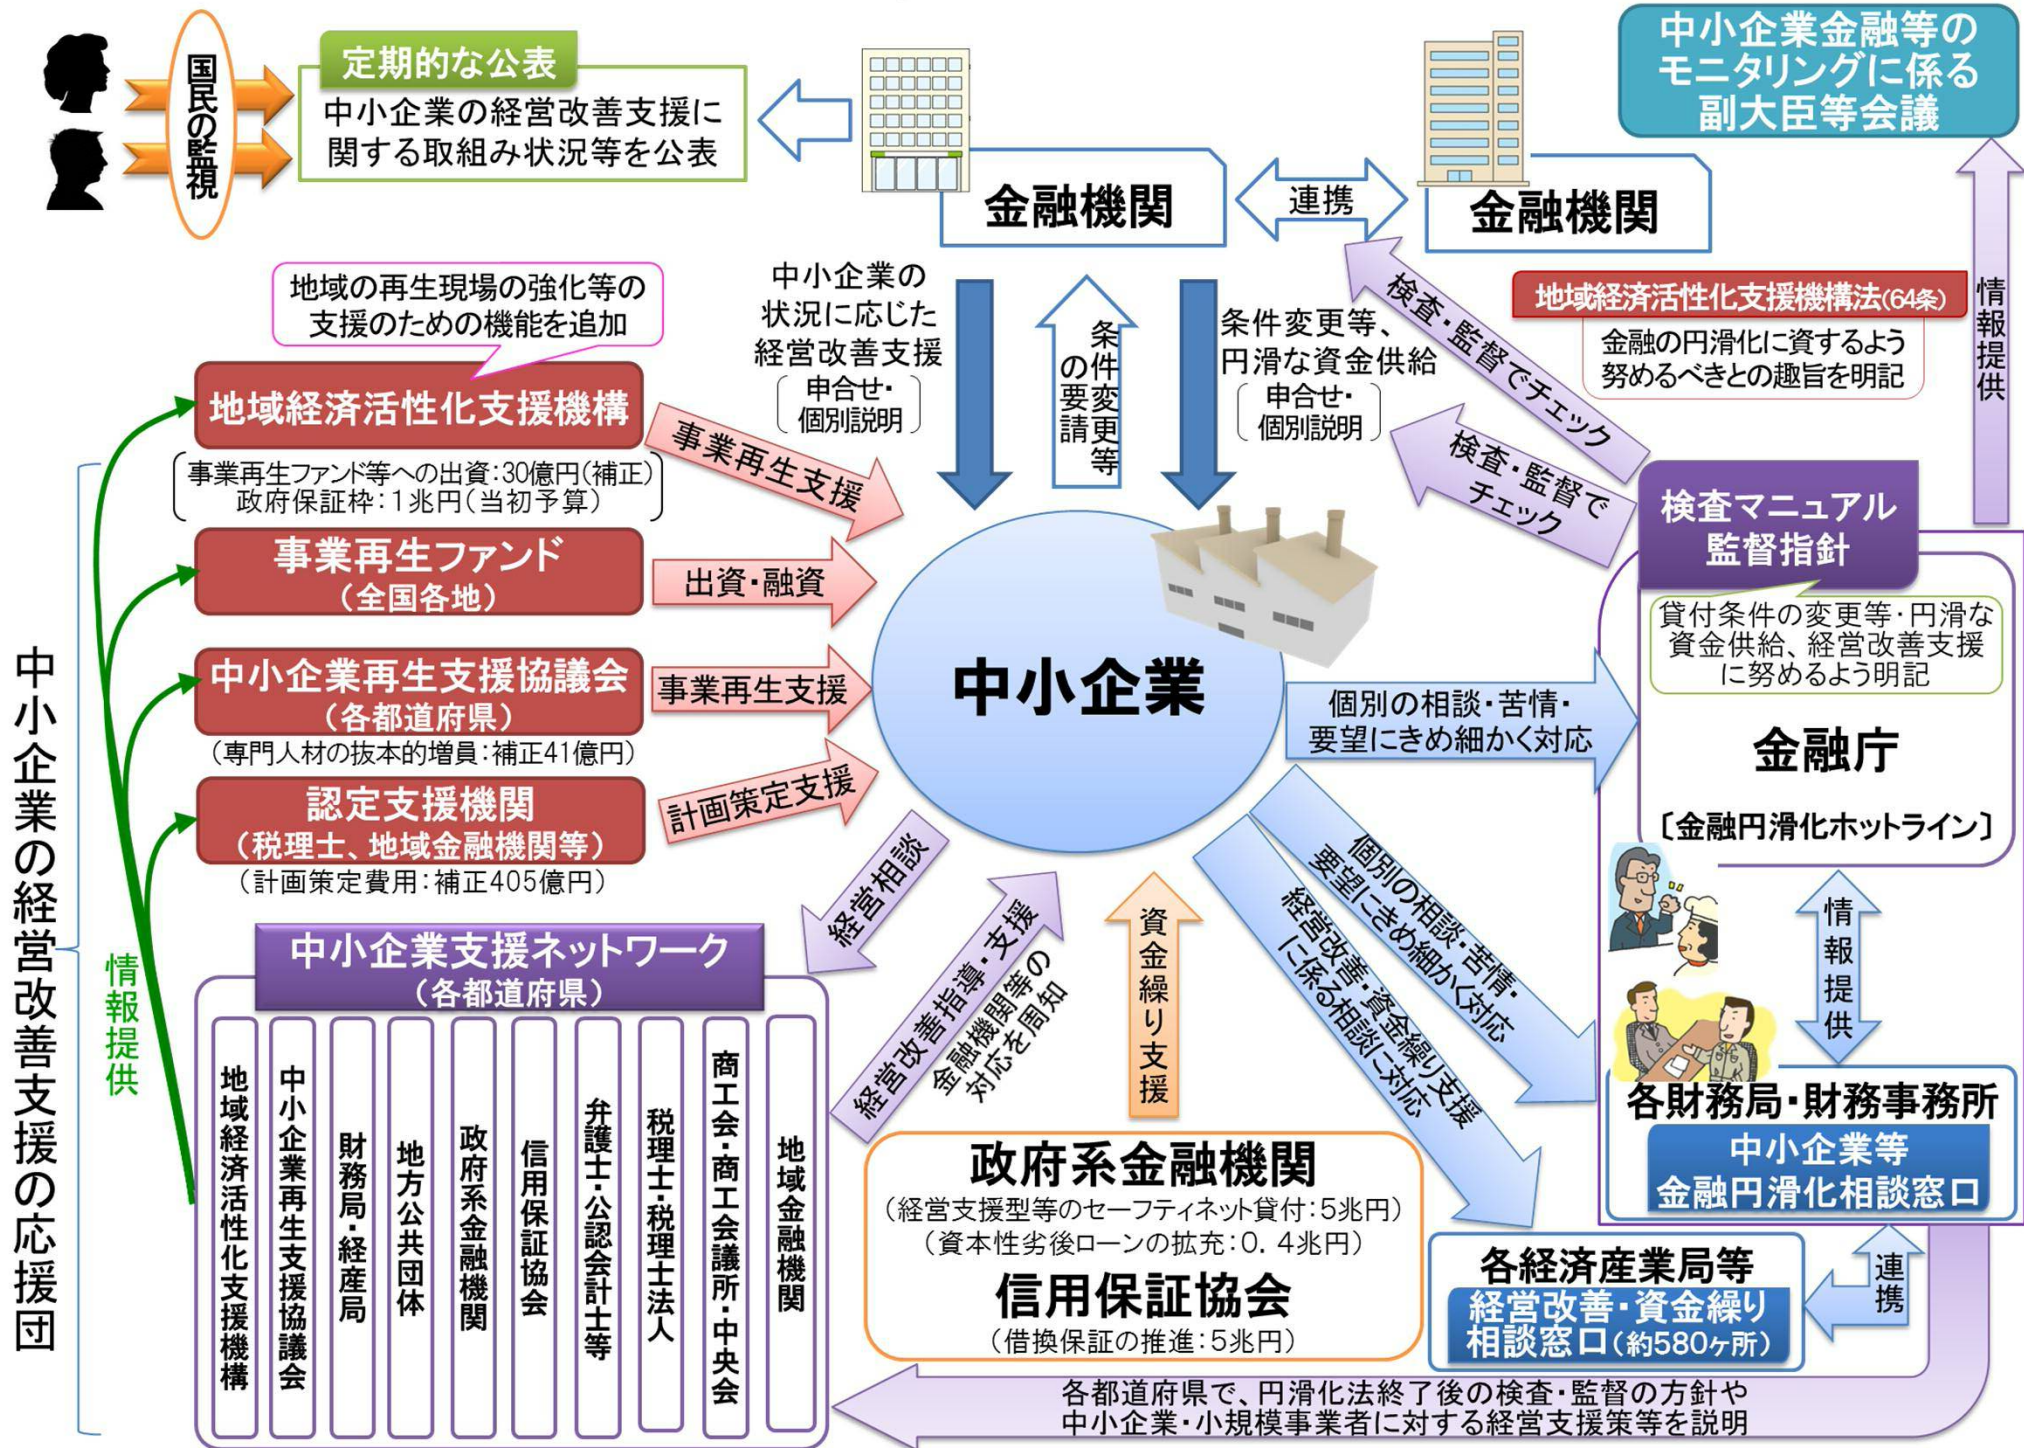 国民の監視
定期的な公表
中小企業の経営改善支援に
関する取組み状況等を公表
金融機関
連携
金融機関
中小企業金融等の
モニタリングに係る
副大臣等会議
情報提供
地域の再生現場の強化等の
支援のための機能を追加
中小企業の
状況に応じた
経営改善支援
申合せ・
個別説明
条件変更等
の要請
条件変更等、
円滑な資金供給
申合せ・
個別説明
検査・監督でチェック
検査・監督で
チェック
地域経済活性化支援機構法(64条)
金融の円滑化に資するよう
努めるべきとの趣旨を明記
地域経済活性化支援機構
事業再生ファンド等への出資:30億円(補正)
政府保証枠:1兆円(当初予算)
事業再生支援
事業再生ファンド
(全国各地)
出資・融資
中小企業再生支援協議会
(各都道府県)
(専門人材の抜本的増員:補正41億円)
事業再生支援
認定支援機関
(税理士、地域金融機関等)
(計画策定費用:補正405億円)
計画策定支援
中小企業の経営改善支援の応援団
情報提供
中小企業
検査マニュアル
監督指針
貸付条件の変更等・円滑な
資金供給、経営改善支援
に努めるよう明記
金融庁
〔金融円滑化ホットライン〕
個別の相談・苦情・
要望にきめ細かく対応
経営相談
経営改善指導・支援
金融機関等の
対応を周知
資金繰り支援
個別の相談・苦情・
要望にきめ細かく対応
経営改善・資金繰り支援
に係る相談に対応
情報提供
各財務局・財務事務所
中小企業等
金融円滑化相談窓口
中小企業支援ネットワーク
(各都道府県)
地域経済活性化支援機構
中小企業再生支援協議会
財務局・経産局
地方公共団体
政府系金融機関
信用保証協会
弁護士・公認会計士等
税理士・税理士法人
商工会・商工会議所・中央会
地域金融機関
政府系金融機関
(経営支援型等のセーフティネット貸付:5兆円)
(資本性劣後ローンの拡充:0.4兆円)
信用保証協会
(借換保証の推進:5兆円)
各経済産業局等
経営改善・資金繰り
相談窓口(約580ヶ所)
連携
各都道府県で、円滑化法終了後の検査・監督の方針や
中小企業・小規模事業者に対する経営支援策等を説明